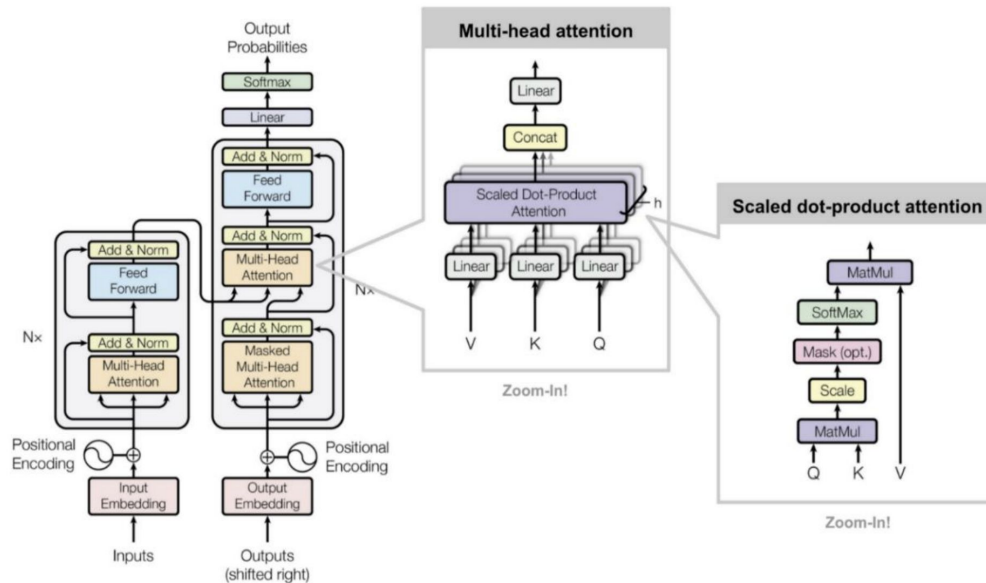 Output
Probabilities
Softmax
Linear
Add & Norm
Feed
Forward
Add & Norm
Multi-Head
Attention
Nx
Add & Norm
Masked
Multi-Head
Attention
Positional
Encoding
Output
Embedding
Outputs
(shifted right)
Add & Norm
Feed
Forward
Nx
Add & Norm
Multi-Head
Attention
Positional
Encoding
Input
Embedding
Inputs
Multi-head attention
Linear
Concat
Scaled Dot-Product
Attention
h
Linear
Linear
Linear
V
K
Q
Zoom-In!
Scaled dot-product attention
MatMul
SoftMax
Mask (opt.)
Scale
MatMul
Q
K
V
Zoom-In!